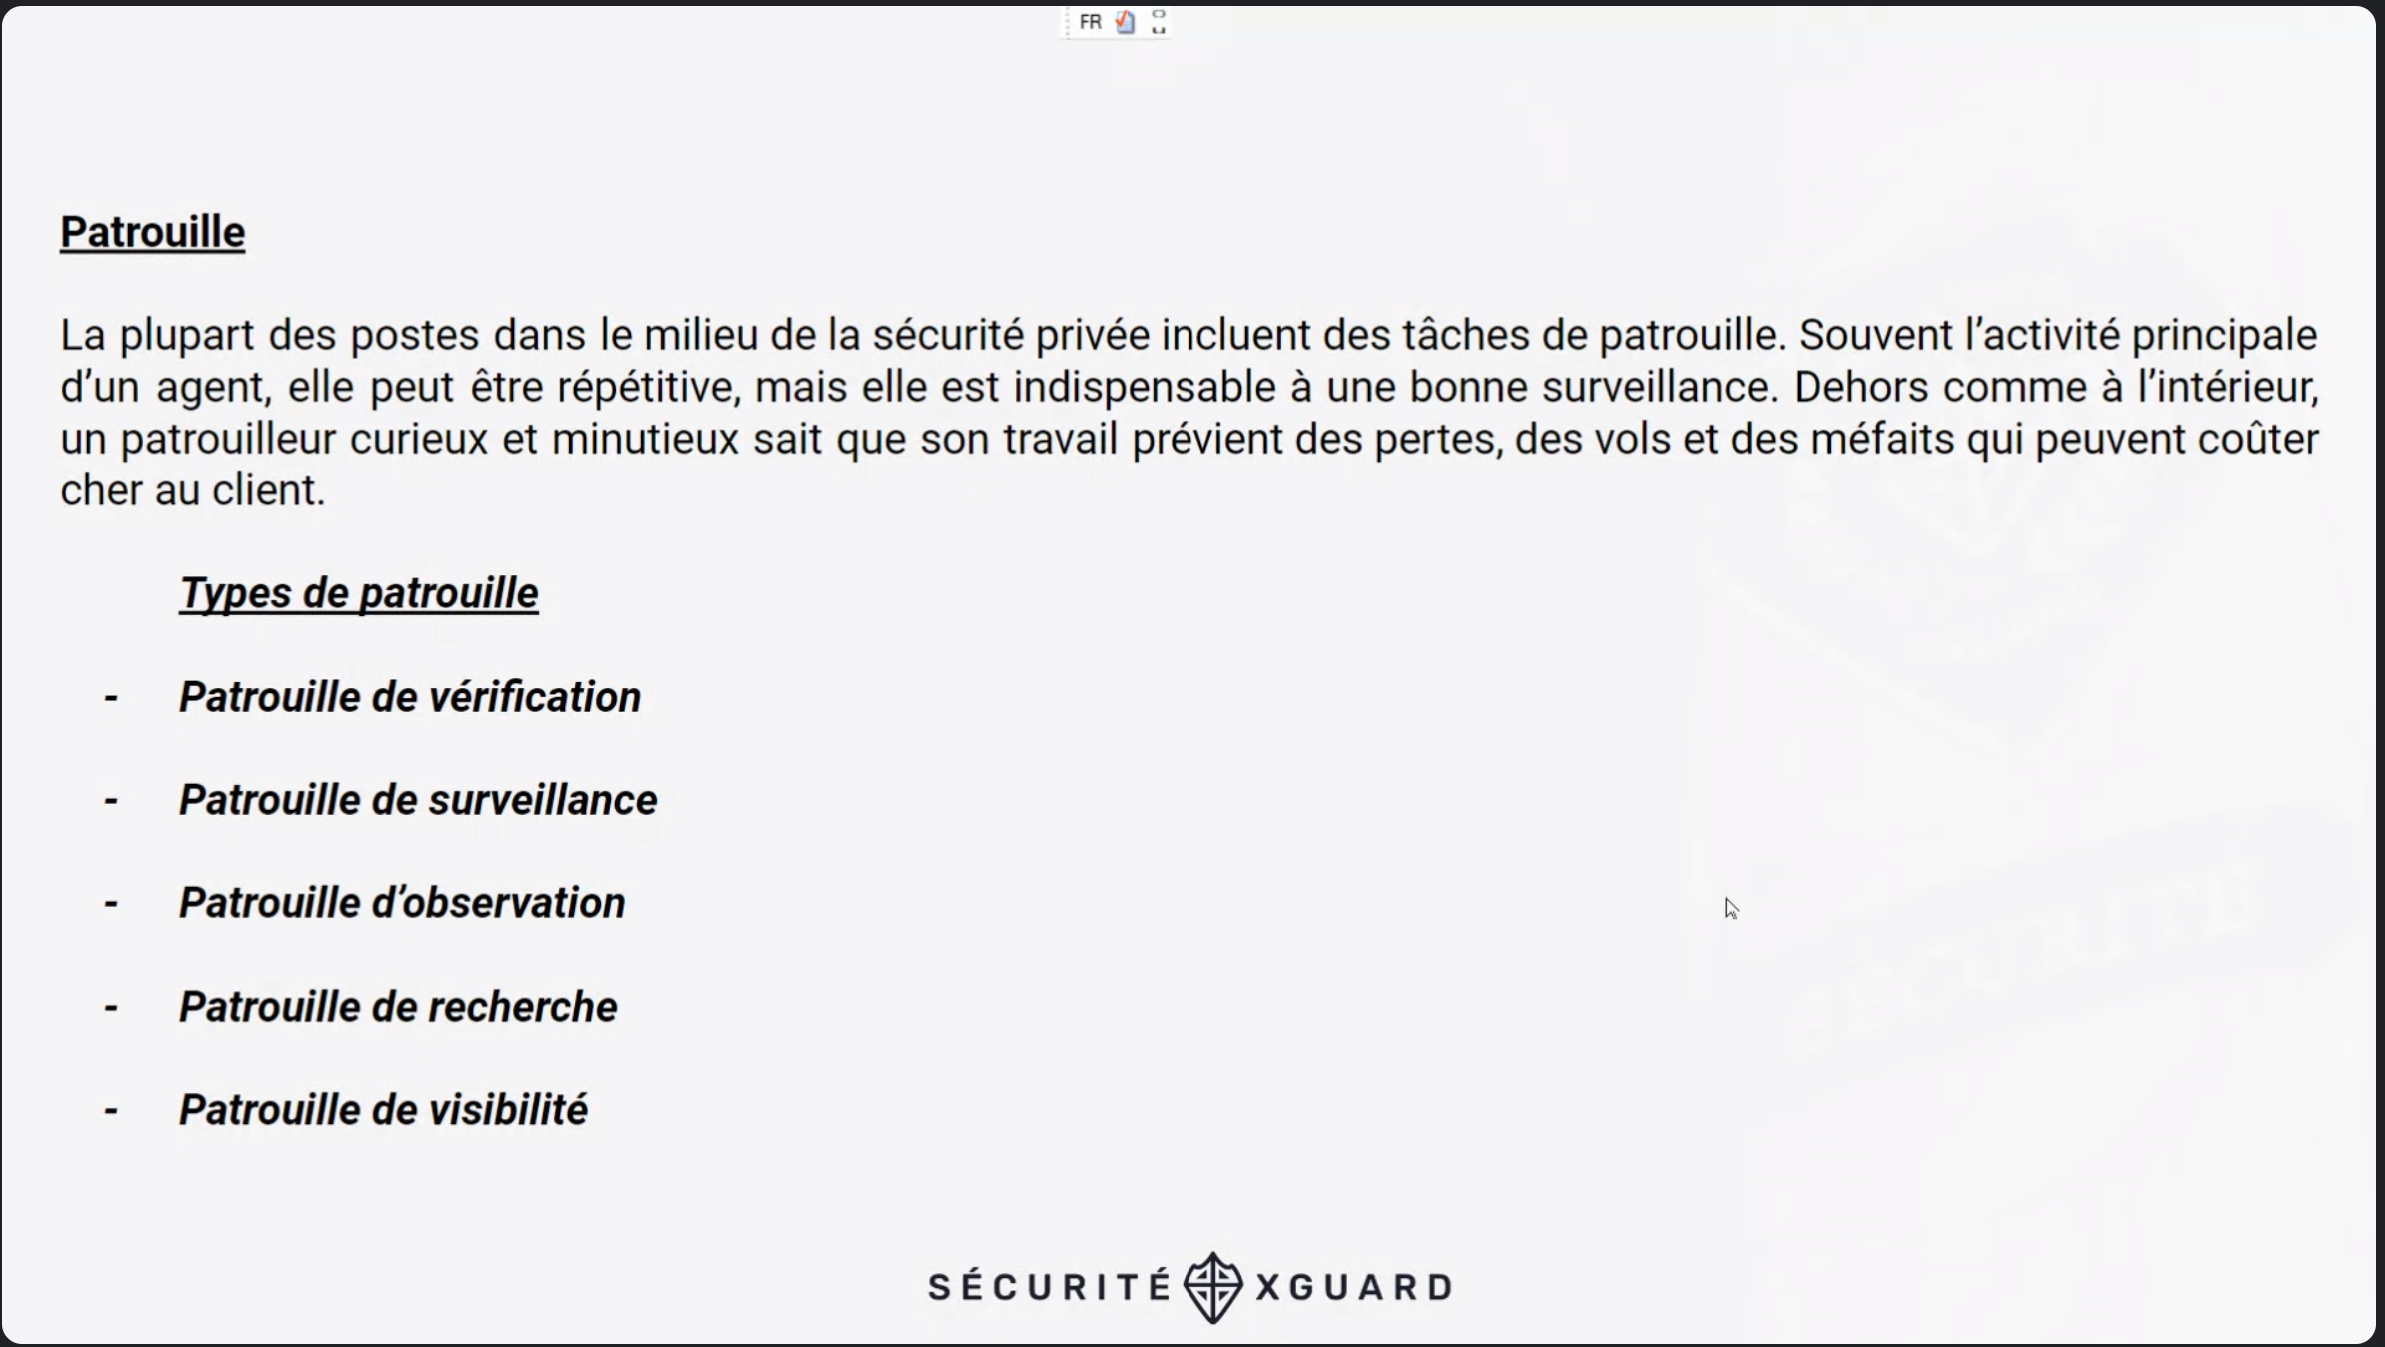 FR
Patrouille
La plupart des postes dans le milieu de la sécurité privée incluent des tâches de patrouille. Souvent l’activité principale
d’un agent, elle peut être répétitive, mais elle est indispensable à une bonne surveillance. Dehors comme à l’intérieur,
un patrouilleur curieux et minutieux sait que son travail prévient des pertes, des vols et des méfaits qui peuvent coûter
cher au client.
Types de patrouille
- Patrouille de vérification
- Patrouille de surveillance
- Patrouille d’observation
- Patrouille de recherche
- Patrouille de visibilité
SÉCURITÉ
SÉCURITÉ XGUARD